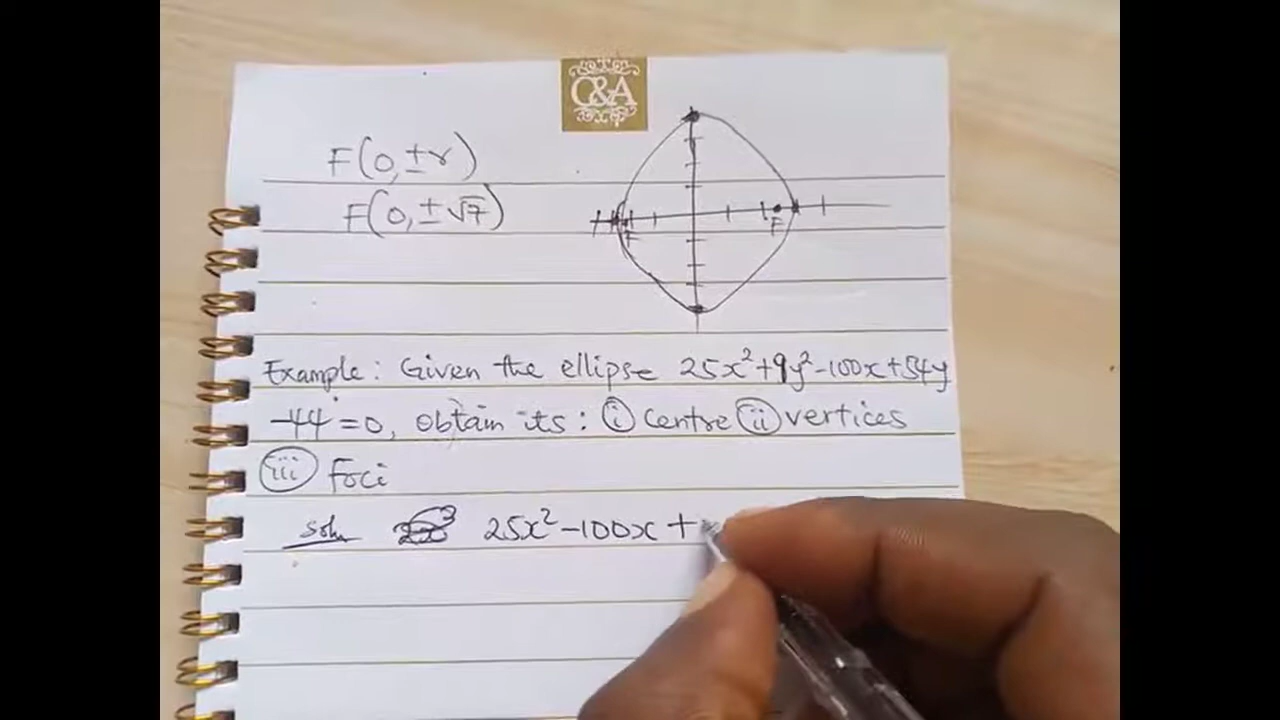 C&A
F(0,±r)
F(0,±√7)
F
F
Example: Given the ellipse 25x²+9y²-100x+54y
-44=0, obtain its: (i) Centre (ii) vertices
(iii) Foci
Soln 25x²-100x+